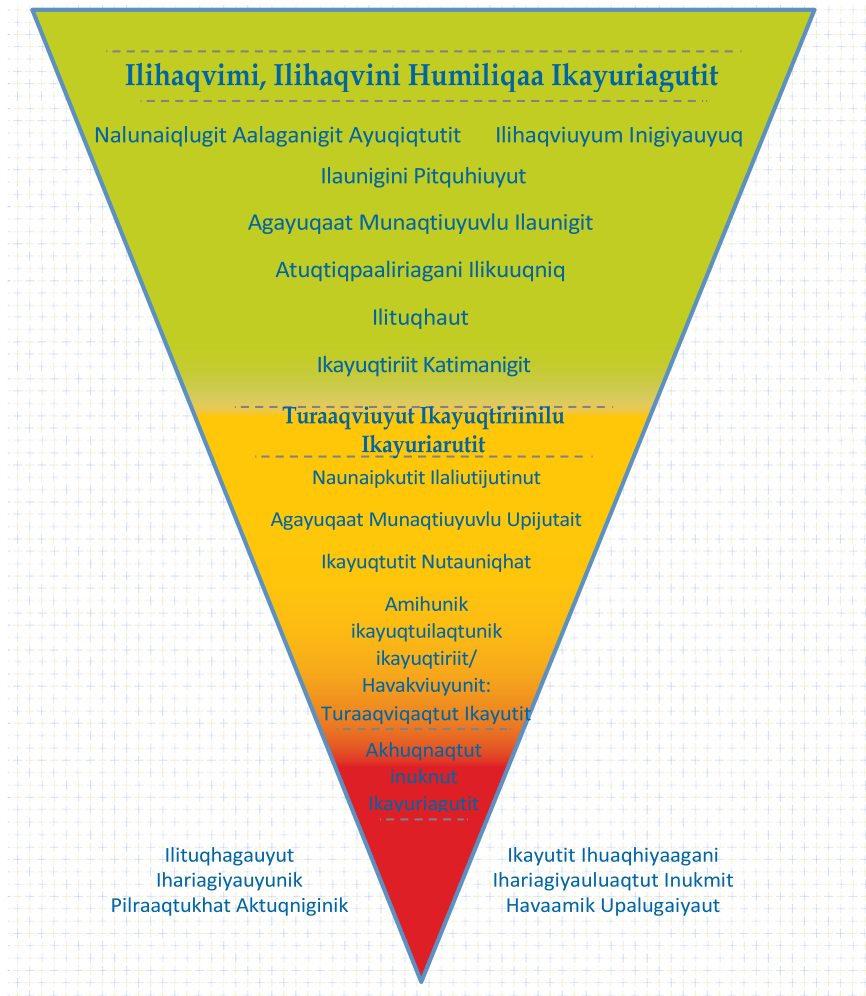 Ilihaqvimi, Ilihaqvini Humiliqaa Ikayuriagutit
Nalunaiqlugit Aalaganigit Ayuqiqtutit Ilihaqviuyum Inigiyauyuq
Ilaunigini Pitquhiuyut
Agayuqaat Munaqtiuyuvlu Ilaunigit
Atuqtiqpaaliriagani Ilikuuqniq
Ilituqhaut
Ikayuqtiriit Katimanigit
Turaaqviuyut Ikayuqtiriinilu
Ikayuriarutit
Naunaipkutit Ilaliutijutinut
Agayuqaat Munaqtiuyuvlu Upijutait
Ikayuqtutit Nutauniqhat
Amihunik
ikayuqtuilaqtunik
ikayuqtiriit/
Havakviuyunit:
Turaaqviqaqtut Ikayutit
Akhuqnaqtut
inuknut
Ikayuriagutit
Ilituqhagauyut
Ihariagiyauyunik
Pilraaqtukhat Aktuqniginik
Ikayutit Ihuaqhiyaagani
Ihariagiyauluaqtut Inukmit
Havaamik Upalugaiyaut